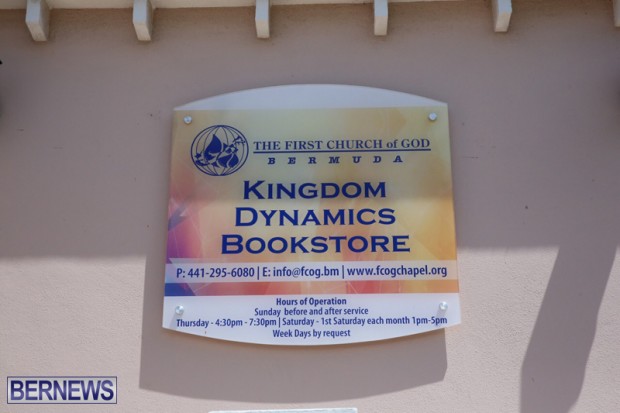 THE FIRST CHURCH of GOD
BERMUDA
KINGDOM
DYNAMICS
BOOKSTORE
P: 441-295-6080 | E: info@fcog.bm | www.fcogchapel.org
Hours of Operation
Sunday before and after service
Thursday - 4:30pm - 7:30pm | Saturday - 1st Saturday each month 1pm-5pm
Week Days by request
BERNEWS